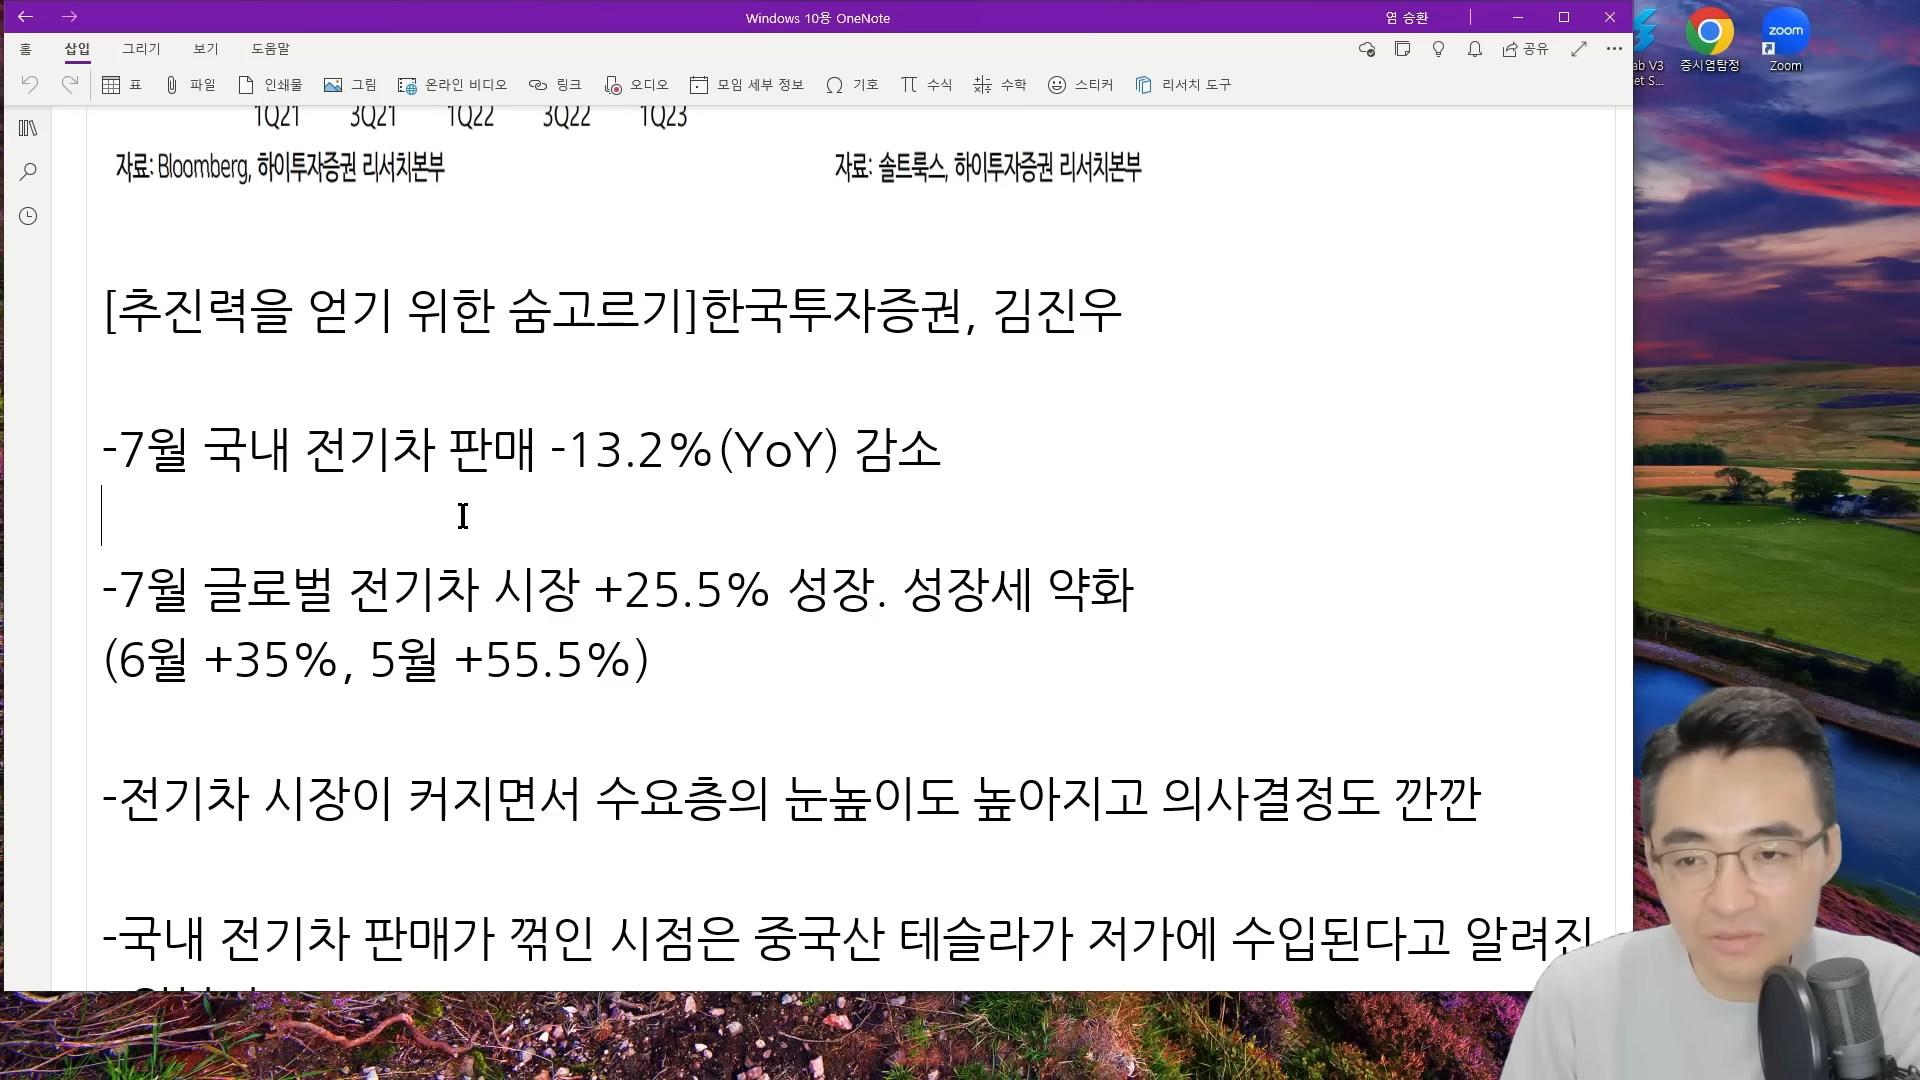 Windows 10용 OneNote
염 승환
홈 삽입 그리기 보기 도움말
공유
표 파일 인쇄물 그림 온라인 비디오 링크 오디오 모임 세부 정보 기호 수식 수학 스티커 리서치 도구
ab V3
et S...
증시염탐정
zoom
Zoom
1Q21 3Q21 1Q22 3Q22 1Q23
자료: Bloomberg, 하이투자증권 리서치본부
자료: 솔트룩스, 하이투자증권 리서치본부
[추진력을 얻기 위한 숨고르기]한국투자증권, 김진우
-7월 국내 전기차 판매 -13.2%(YoY) 감소
-7월 글로벌 전기차 시장 +25.5% 성장. 성장세 약화
(6월 +35%, 5월 +55.5%)
-전기차 시장이 커지면서 수요층의 눈높이도 높아지고 의사결정도 깐깐
-국내 전기차 판매가 꺾인 시점은 중국산 테슬라가 저가에 수입된다고 알려진